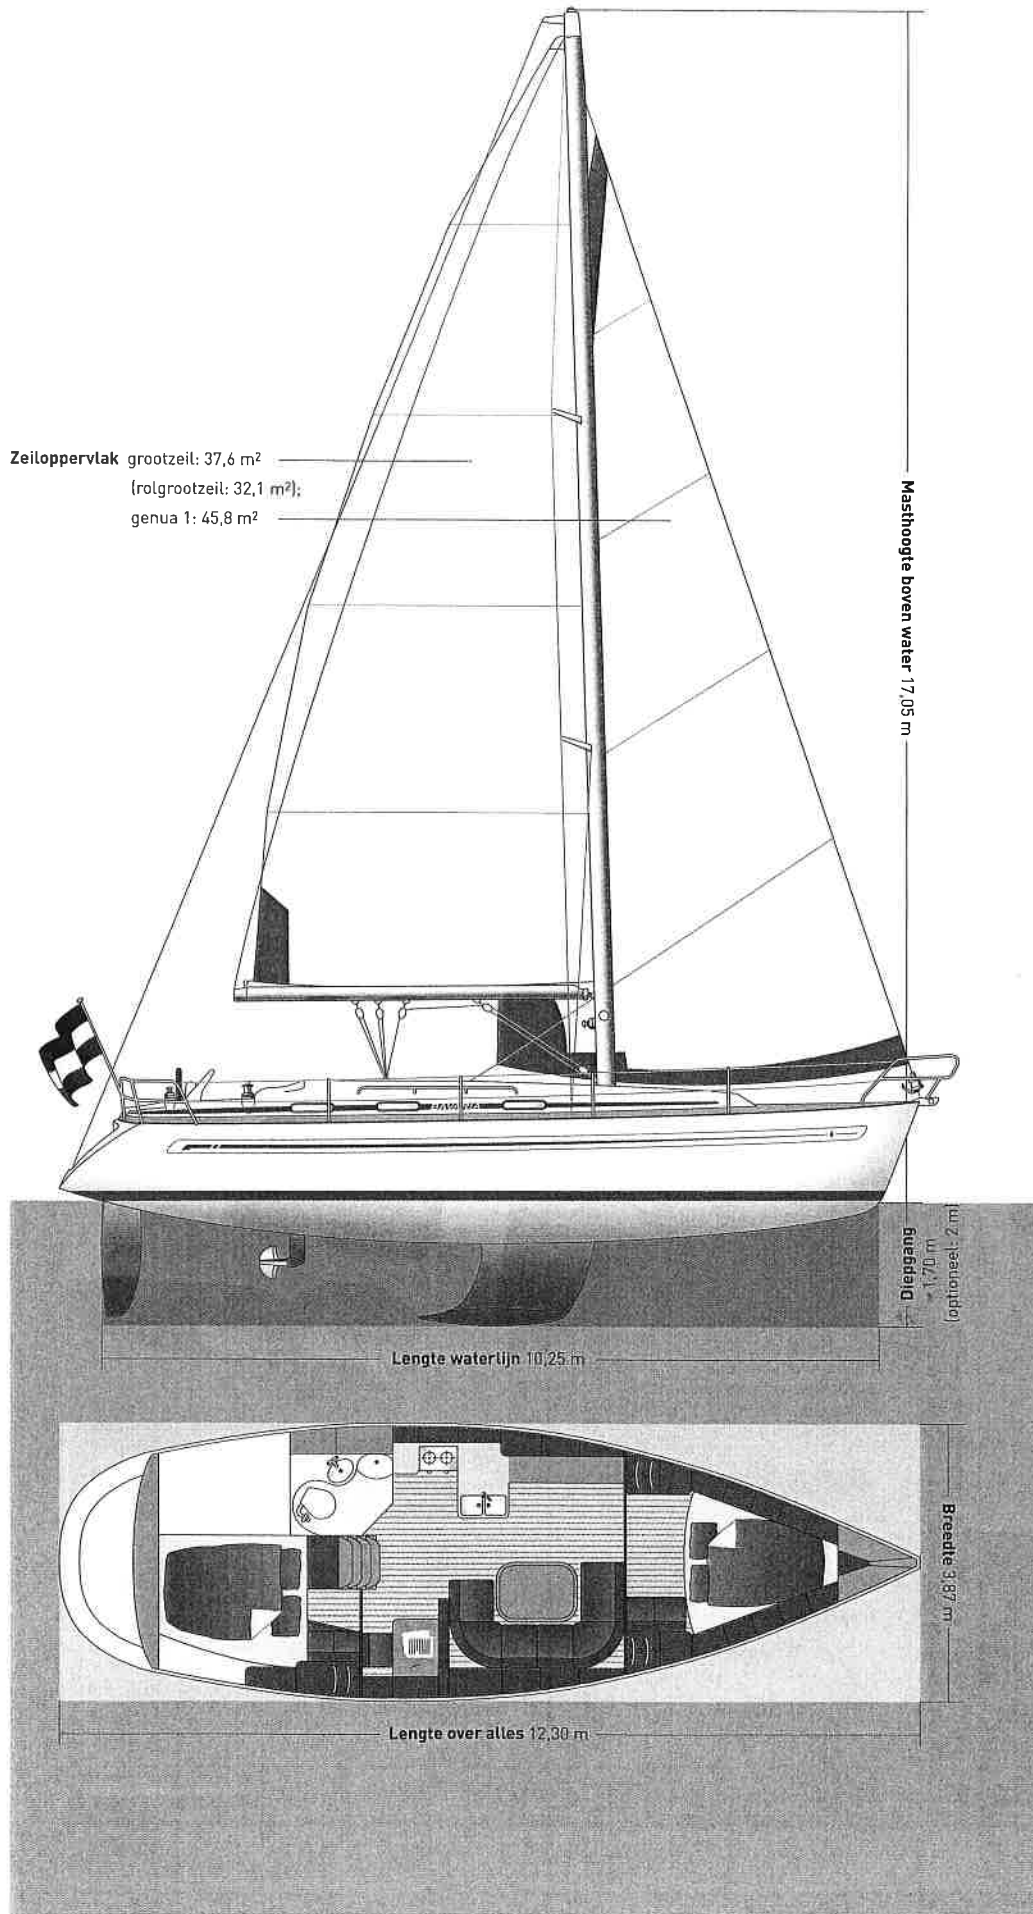 Zeiloppervlak grootzeil: 37,6 m²
(rolgrootzeil: 32,1 m²);
genua 1: 45,8 m²
Masthoogte boven water 17,05 m
BAVARIA
Diepgang
1,70 m
(optioneel: 2 m)
Lengte waterlijn 10,25 m
Breedte 3,87 m
Lengte over alles 12,30 m